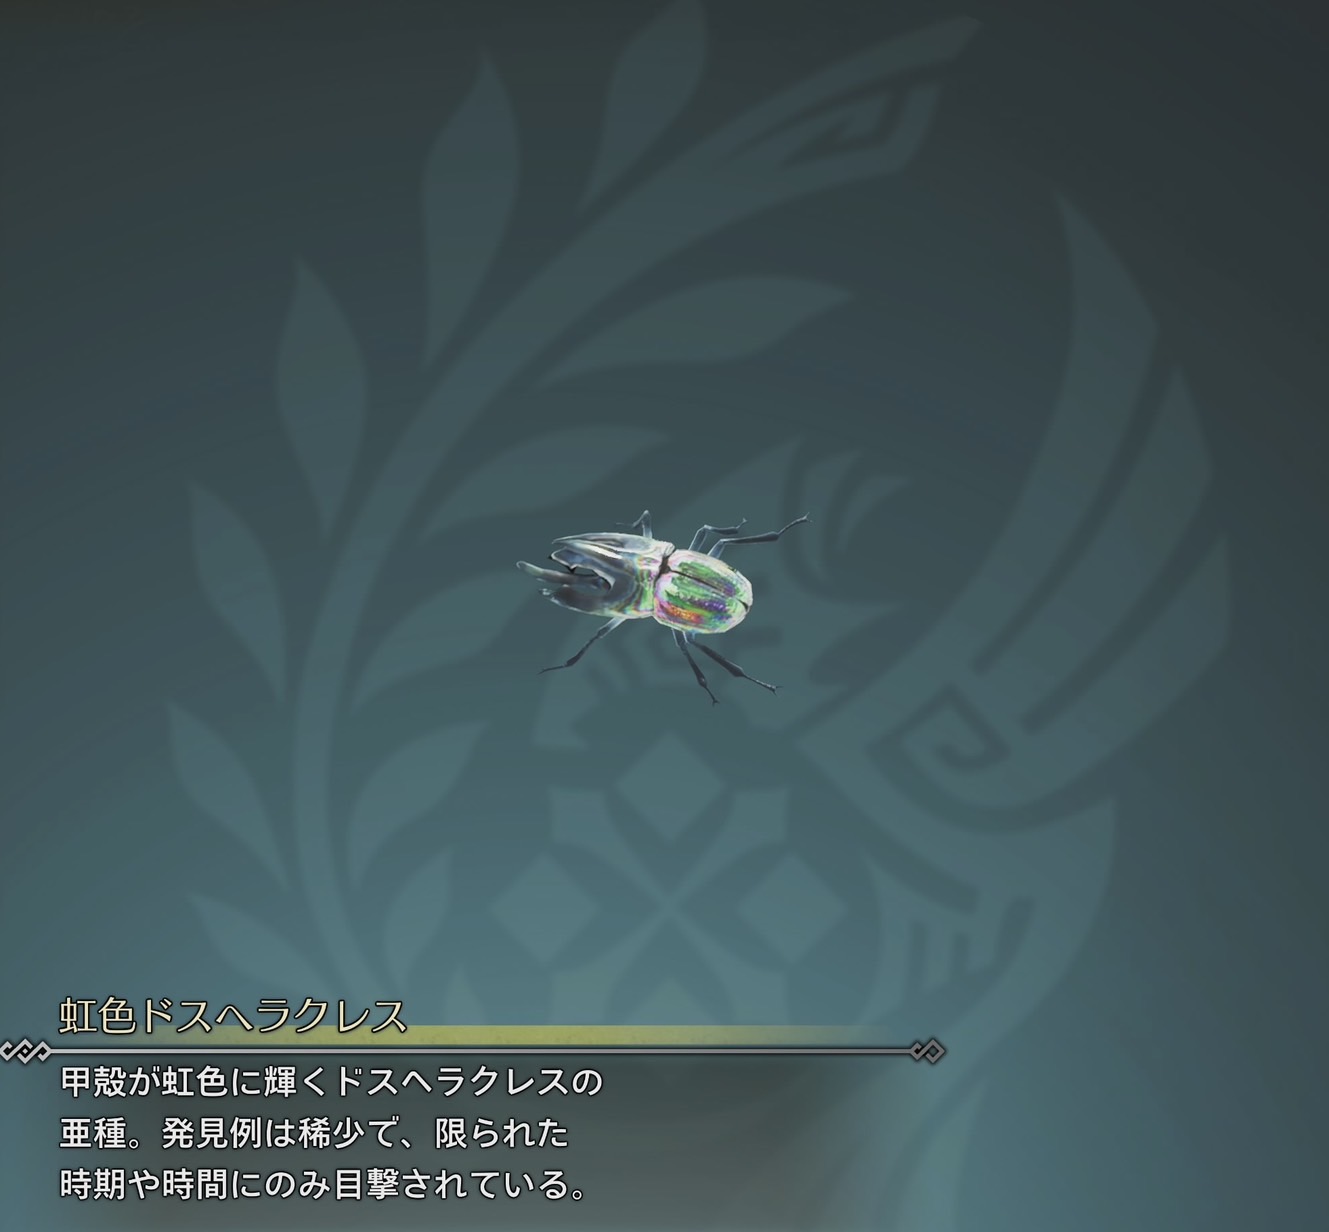 虹色ドスヘラクレス
甲殻が虹色に輝くドスヘラクレスの
亜種。発見例は稀少で、限られた
時期や時間にのみ目撃されている。